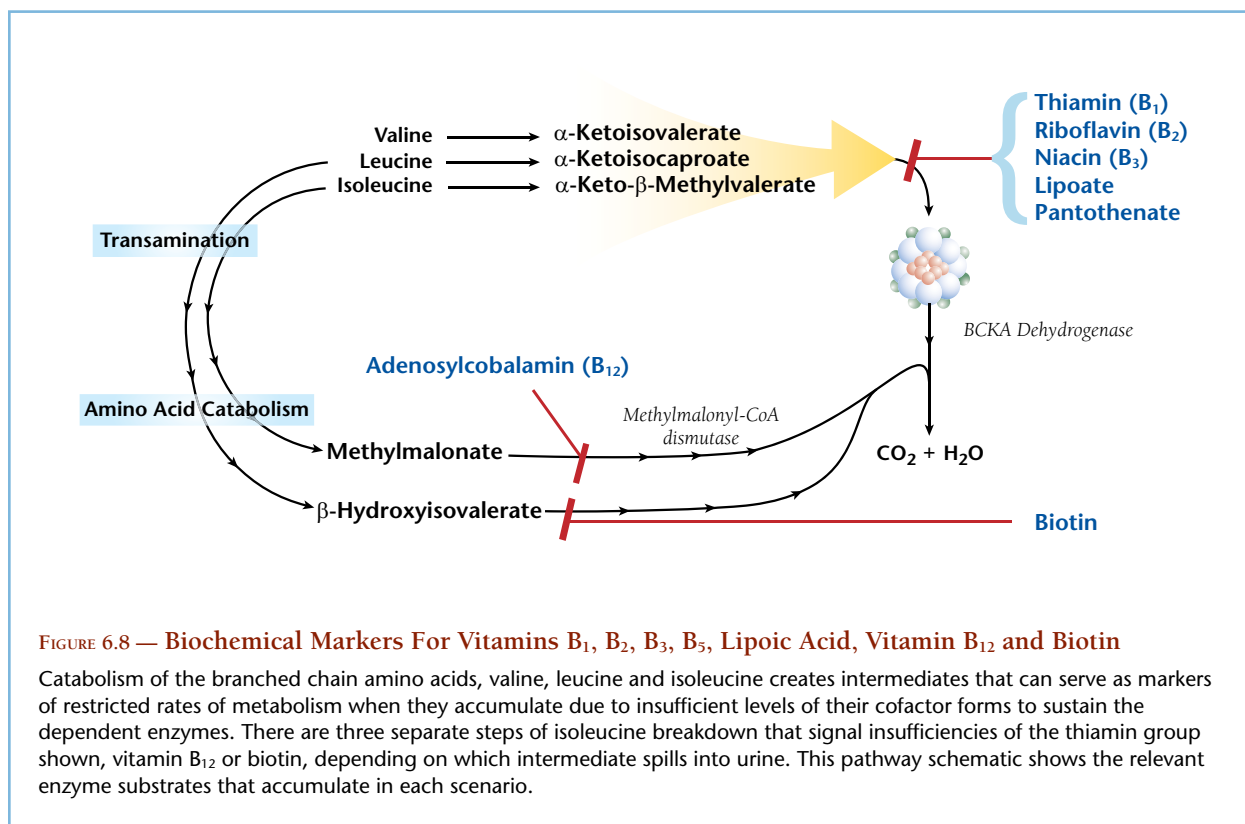 Valine
α-Ketoisovalerate
Leucine
α-Ketoisocaproate
Isoleucine
α-Keto-β-Methylvalerate
Thiamin (B₁)
Riboflavin (B₂)
Niacin (B₃)
Lipoate
Pantothenate
Transamination
BCKA Dehydrogenase
Adenosylcobalamin (B₁₂)
Amino Acid Catabolism
Methylmalonyl-CoA
dismutase
Methylmalonate
CO₂ + H₂O
β-Hydroxyisovalerate
Biotin
Figure 6.8 — Biochemical Markers For Vitamins B₁, B₂, B₃, B₅, Lipoic Acid, Vitamin B₁₂ and Biotin
Catabolism of the branched chain amino acids, valine, leucine and isoleucine creates intermediates that can serve as markers
of restricted rates of metabolism when they accumulate due to insufficient levels of their cofactor forms to sustain the
dependent enzymes. There are three separate steps of isoleucine breakdown that signal insufficiencies of the thiamin group
shown, vitamin B₁₂ or biotin, depending on which intermediate spills into urine. This pathway schematic shows the relevant
enzyme substrates that accumulate in each scenario.